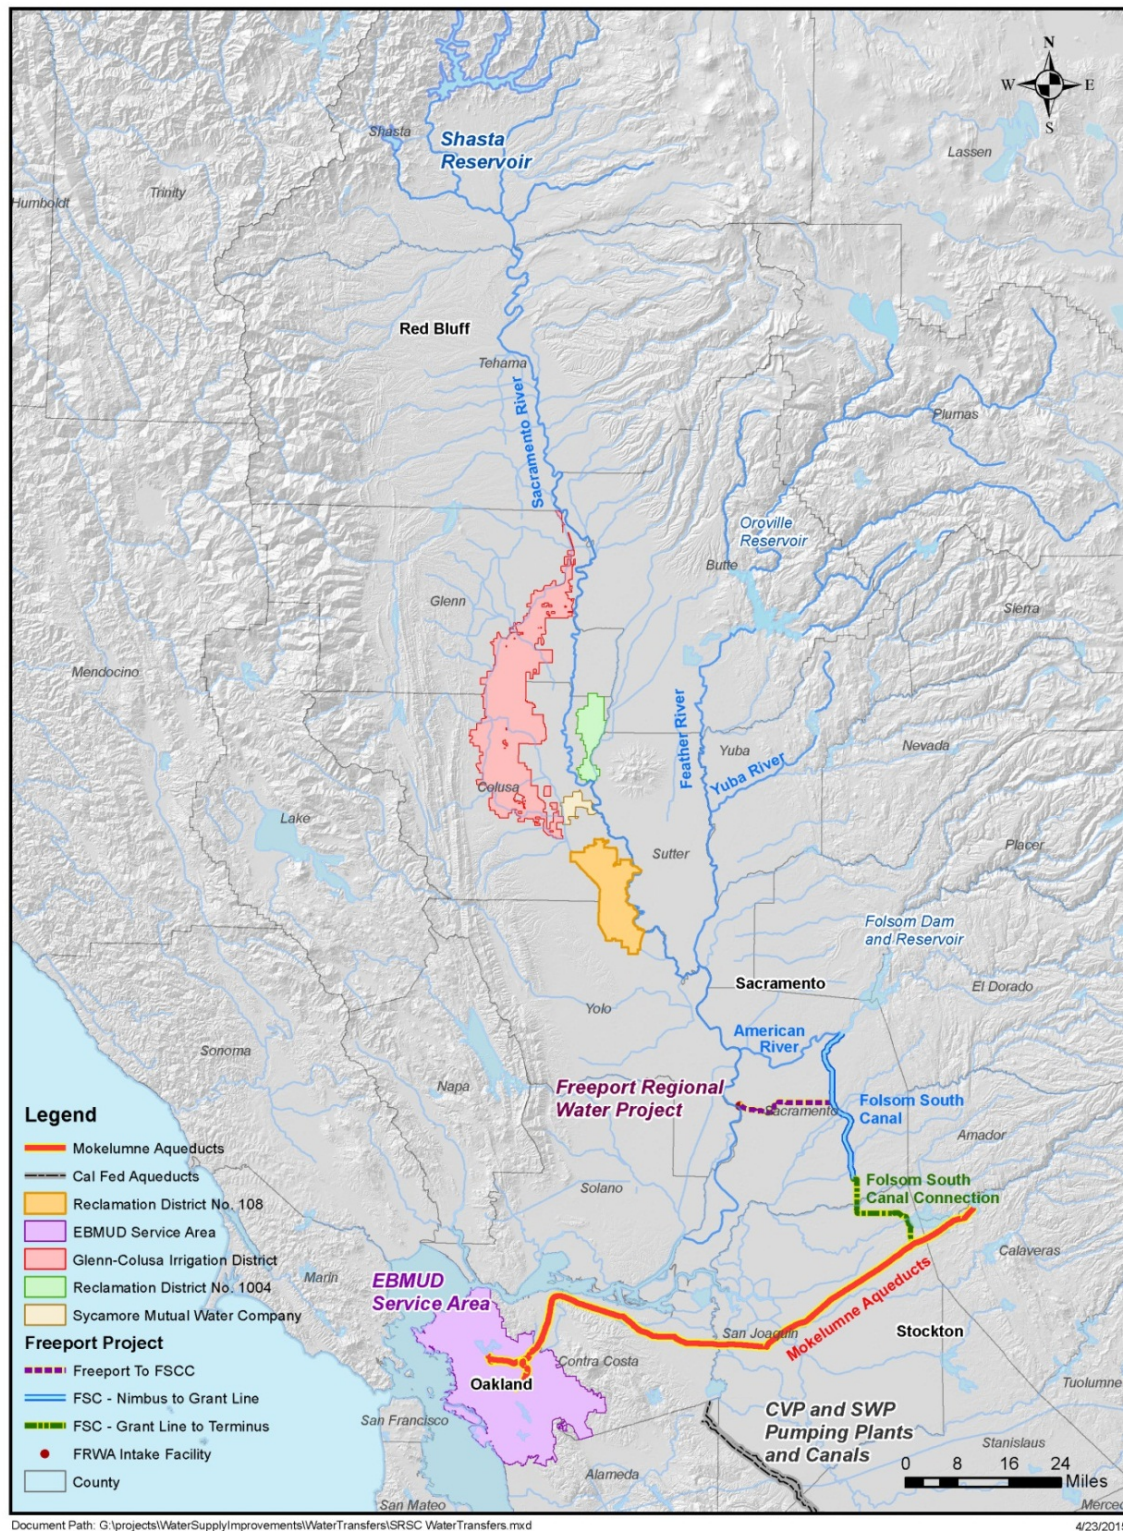 N
W
E
S
Shasta
Shasta
Reservoir
Lassen
Trinity
Humboldt
Red Bluff
Tehama
Sacramento River
Plumas
Oroville
Reservoir
Butte
Glenn
Sierra
Mendocino
Feather River
Yuba
Nevada
Yuba River
Colusa
Lake
Sutter
Placer
Folsom Dam
and Reservoir
Sacramento
El Dorado
Yolo
American
River
Sonoma
Napa
Freeport Regional
Water Project
Sacramento
Folsom South
Canal
Amador
Solano
Folsom South
Canal Connection
Calaveras
Marin
EBMUD
Service Area
Mokelumne Aqueducts
San Joaquin
Stockton
Contra Costa
Oakland
Tuolumne
San Francisco
CVP and SWP
Pumping Plants
and Canals
Stanislaus
Alameda
San Mateo
Merced
Legend
Mokelumne Aqueducts
Cal Fed Aqueducts
Reclamation District No. 108
EBMUD Service Area
Glenn-Colusa Irrigation District
Reclamation District No. 1004
Sycamore Mutual Water Company
Freeport Project
Freeport To FSCC
FSC - Nimbus to Grant Line
FSC - Grant Line to Terminus
FRWA Intake Facility
County
0 8 16 24
Miles
Document Path: G:\projects\WaterSupplyImprovements\WaterTransfers\SRSC WaterTransfers.mxd
4/23/2015